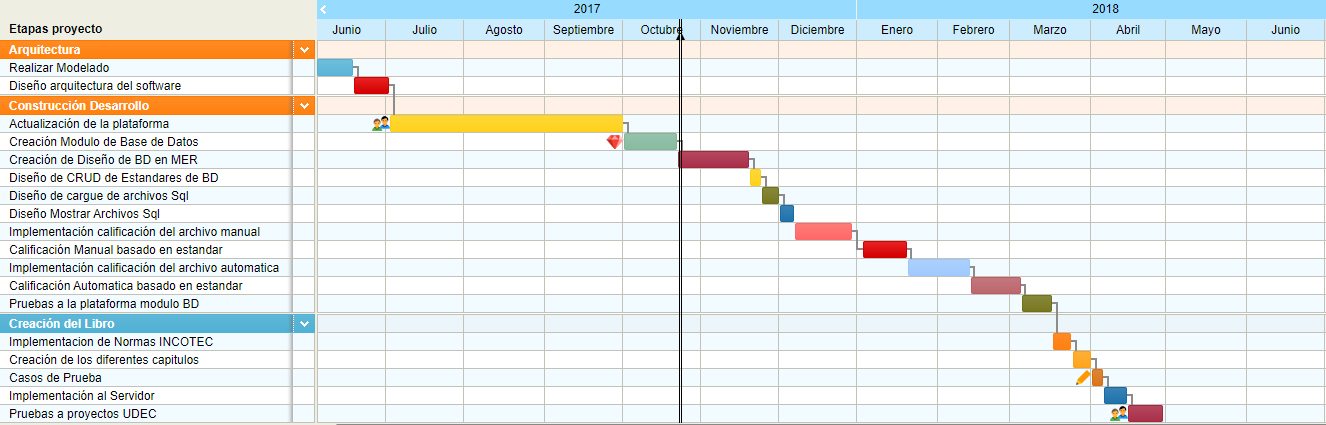 2017 2018
Etapas proyecto Junio Julio Agosto Septiembre Octubre Noviembre Diciembre Enero Febrero Marzo Abril Mayo Junio
Arquitectura
Realizar Modelado
Diseño arquitectura del software
Construcción Desarrollo
Actualización de la plataforma
Creación Modulo de Base de Datos
Creación de Diseño de BD en MER
Diseño de CRUD de Estandares de BD
Diseño de cargue de archivos Sql
Diseño Mostrar Archivos Sql
Implementación calificación del archivo manual
Calificación Manual basado en estandar
Implementación calificación del archivo automatica
Calificación Automatica basado en estandar
Pruebas a la plataforma modulo BD
Creación del Libro
Implementacion de Normas INCOTEC
Creación de los diferentes capitulos
Casos de Prueba
Implementación al Servidor
Pruebas a proyectos UDEC